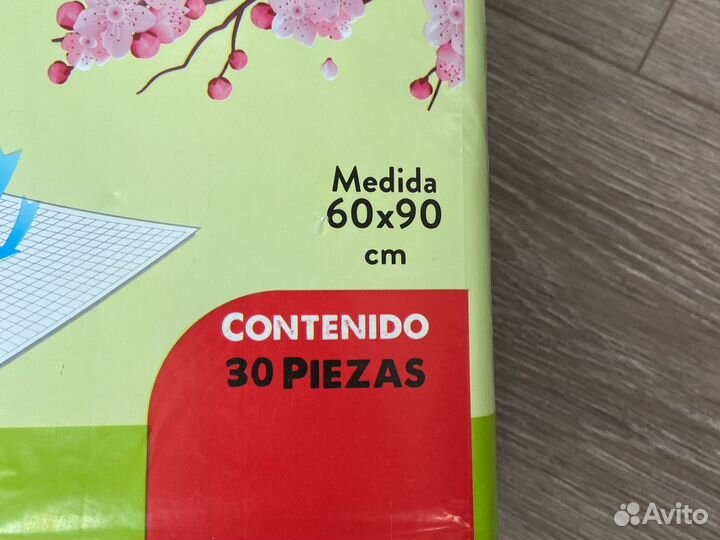 Medida
60x90
cm
CONTENIDO
30 PIEZAS
Avito